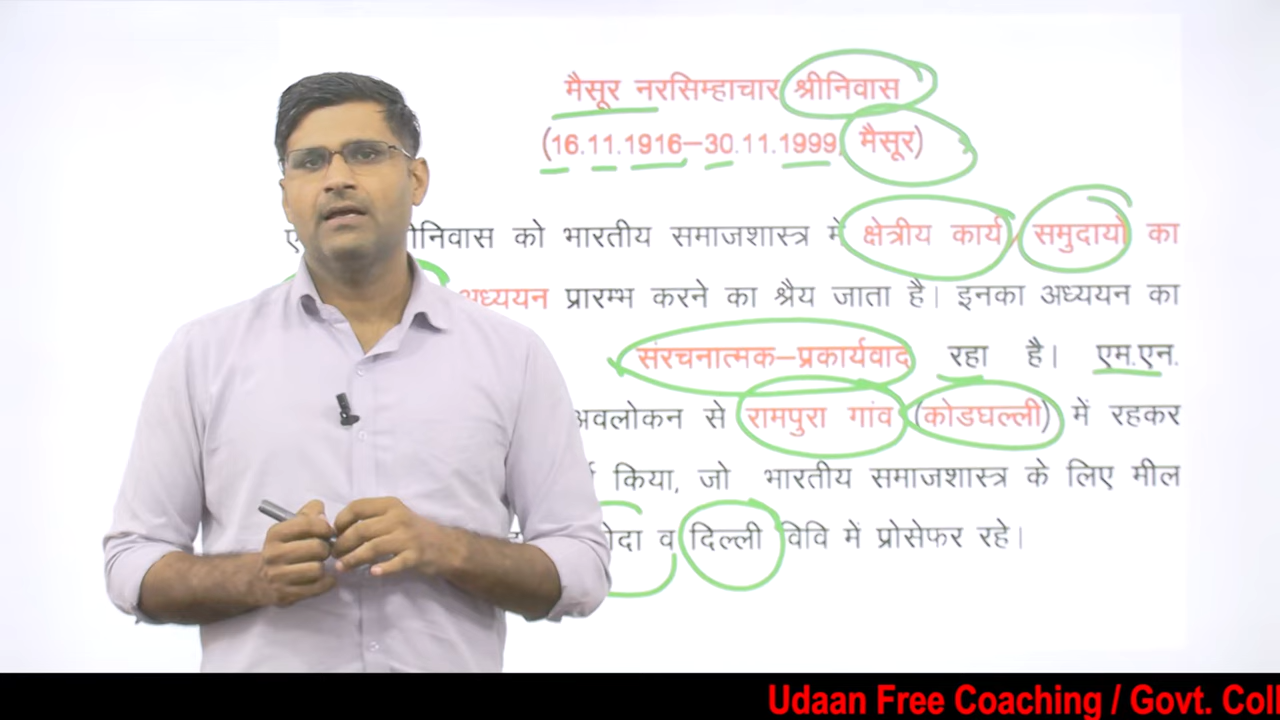 मैसूर नरसिम्हाचार श्रीनिवास
(16.11.1916–30.11.1999, मैसूर)
को भारतीय समाजशास्त्र में क्षेत्रीय कार्य, समुदायों का
अध्ययन प्रारम्भ करने का श्रैय जाता है। इनका अध्ययन का
संरचनात्मक–प्रकार्यवाद रहा है। एम.एन.
अवलोकन से रामपुरा गांव (कोडघल्ली) में रहकर
किया, जो भारतीय समाजशास्त्र के लिए मील
व दिल्ली विवि में प्रोसेफर रहे।
Udaan Free Coaching / Govt. Coll